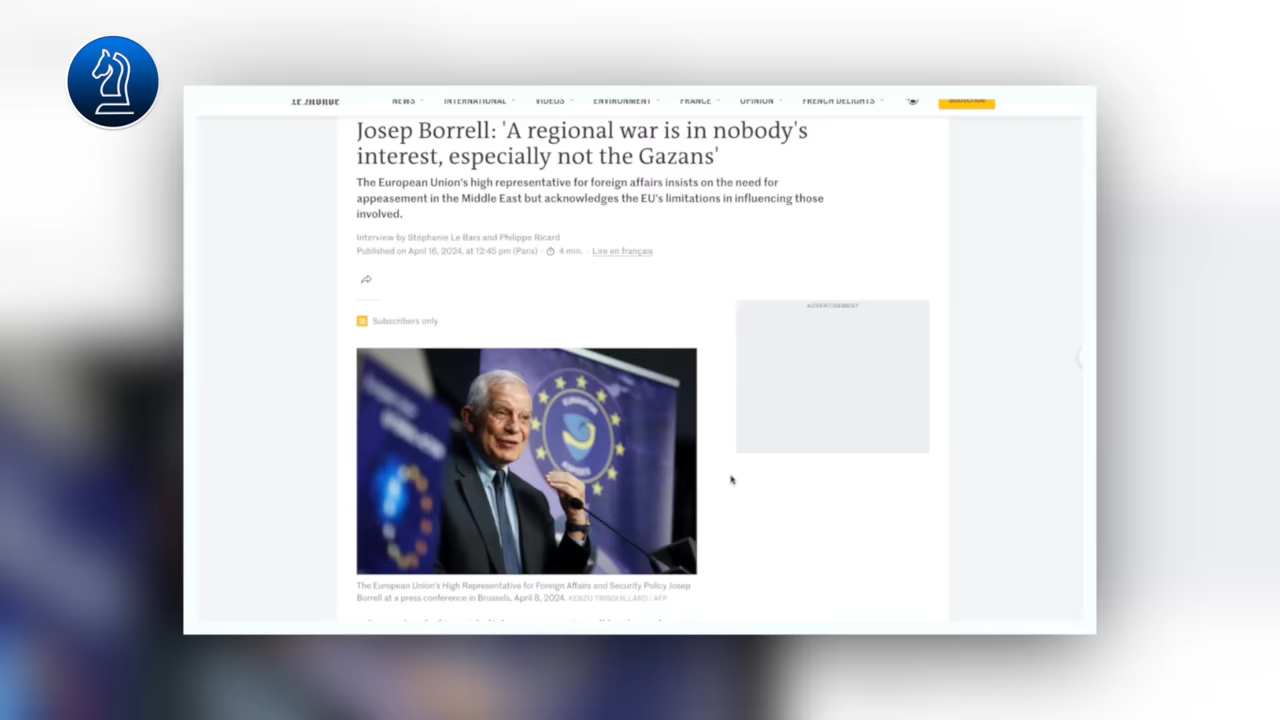 Le Monde
NEWS INTERNATIONAL VIDEOS ENVIRONMENT FRANCE OPINION FRENCH DELIGHTS Subscribe
Josep Borrell: 'A regional war is in nobody's
interest, especially not the Gazans'
The European Union's high representative for foreign affairs insists on the need for
appeasement in the Middle East but acknowledges the EU's limitations in influencing those
involved.
Interview by Stéphanie Le Bars and Philippe Ricard
Published on April 16, 2024, at 12:45 pm (Paris) · 4 min. · Lire en français
ADVERTISEMENT
Subscribers only
The European Union's High Representative for Foreign Affairs and Security Policy Josep
Borrell at a press conference in Brussels, April 8, 2024. KENZO TRIBOUILLARD / AFP